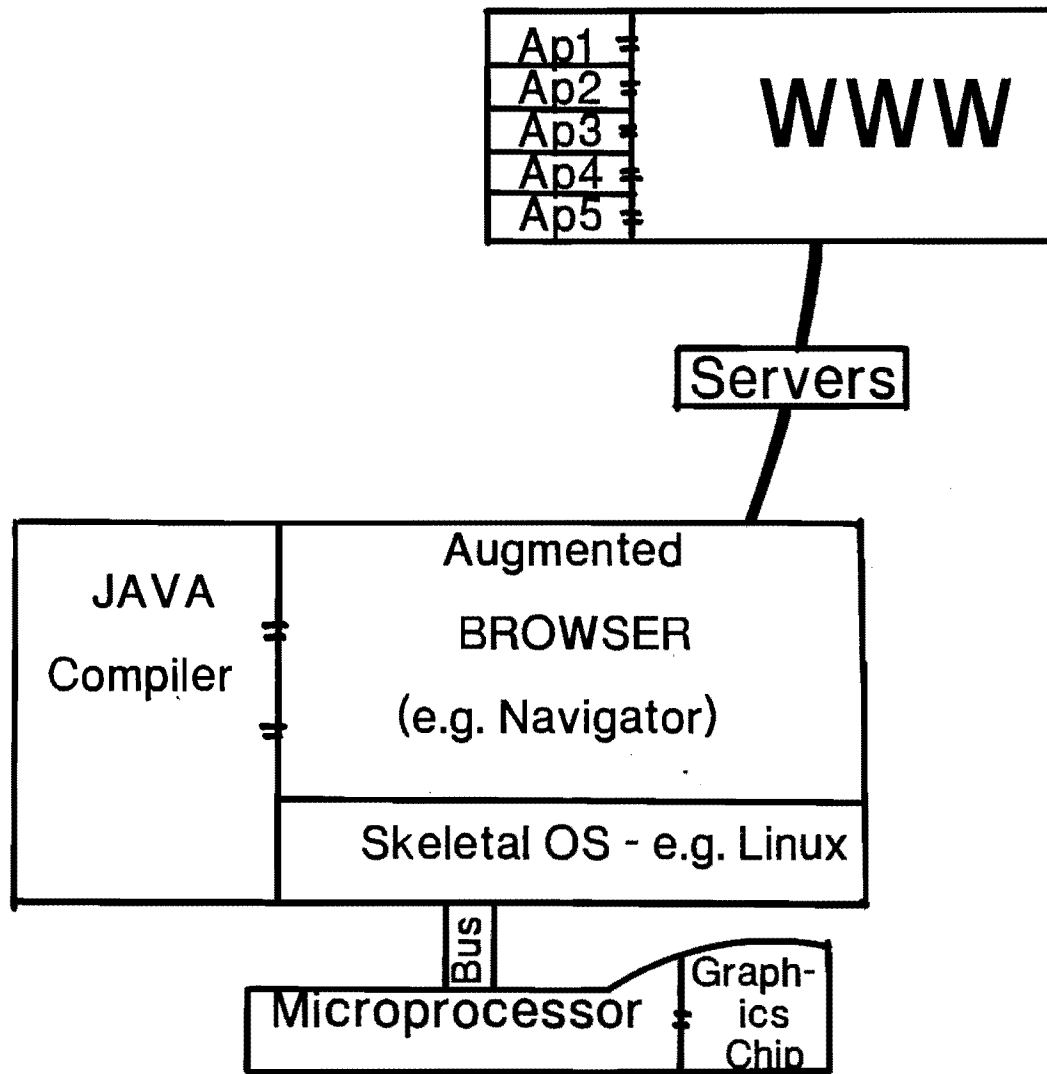 Ap1
Ap2
Ap3
Ap4
Ap5
WWW
Servers
JAVA
Compiler
Augmented
BROWSER
(e.g. Navigator)
Skeletal OS - e.g. Linux
Bus
Microprocessor
Graph-
ics
Chip